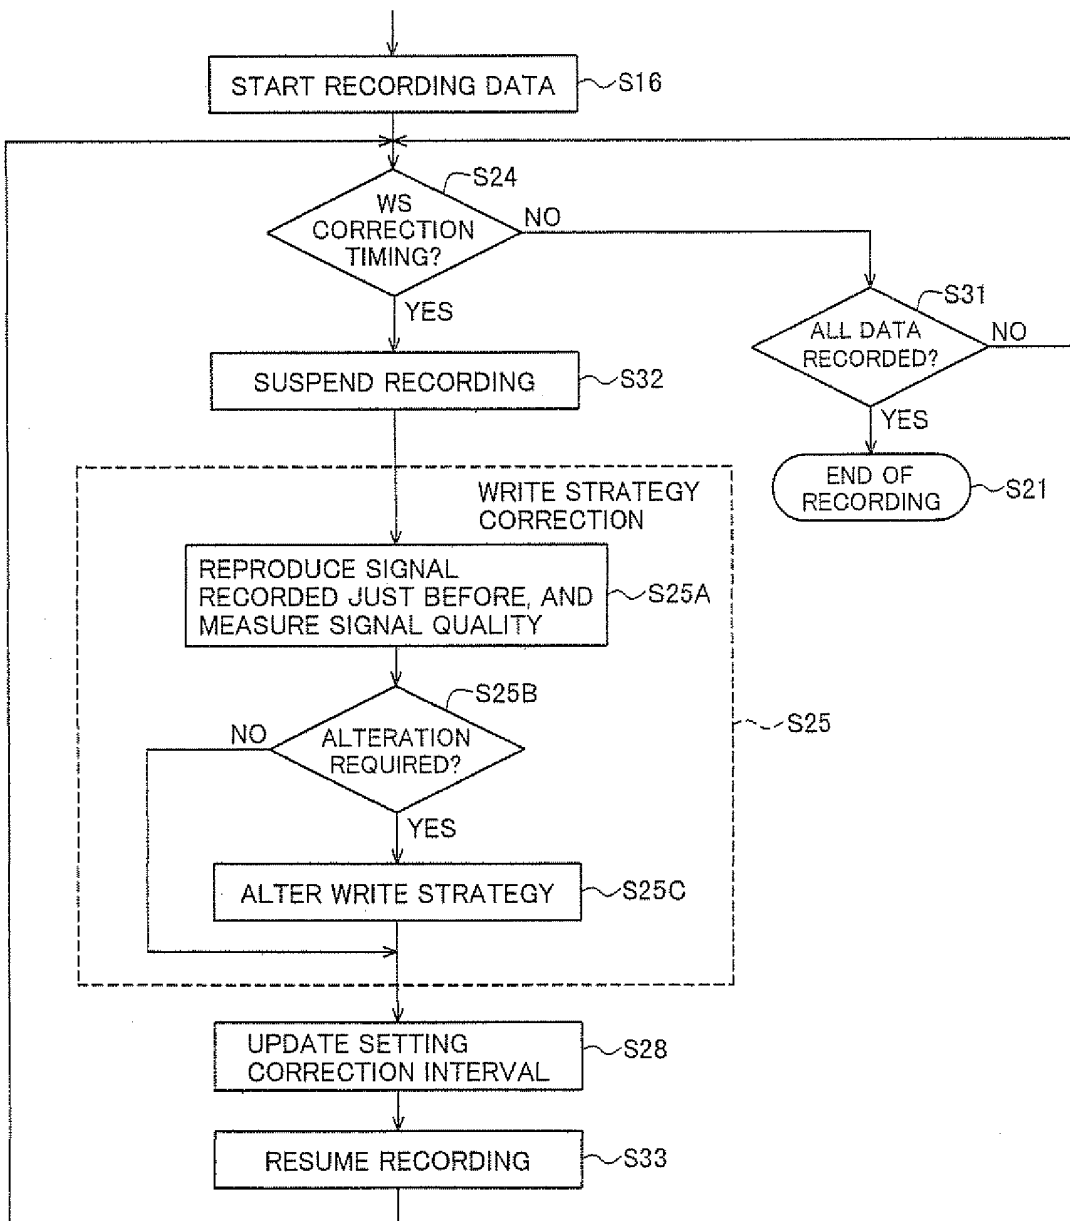 START RECORDING DATA
S16
S24
WS
CORRECTION
TIMING?
NO
YES
S31
ALL DATA
RECORDED?
NO
YES
SUSPEND RECORDING
S32
END OF
RECORDING
S21
WRITE STRATEGY
CORRECTION
REPRODUCE SIGNAL
RECORDED JUST BEFORE, AND
MEASURE SIGNAL QUALITY
S25A
S25B
NO
ALTERATION
REQUIRED?
S25
YES
ALTER WRITE STRATEGY
S25C
UPDATE SETTING
CORRECTION INTERVAL
S28
RESUME RECORDING
S33